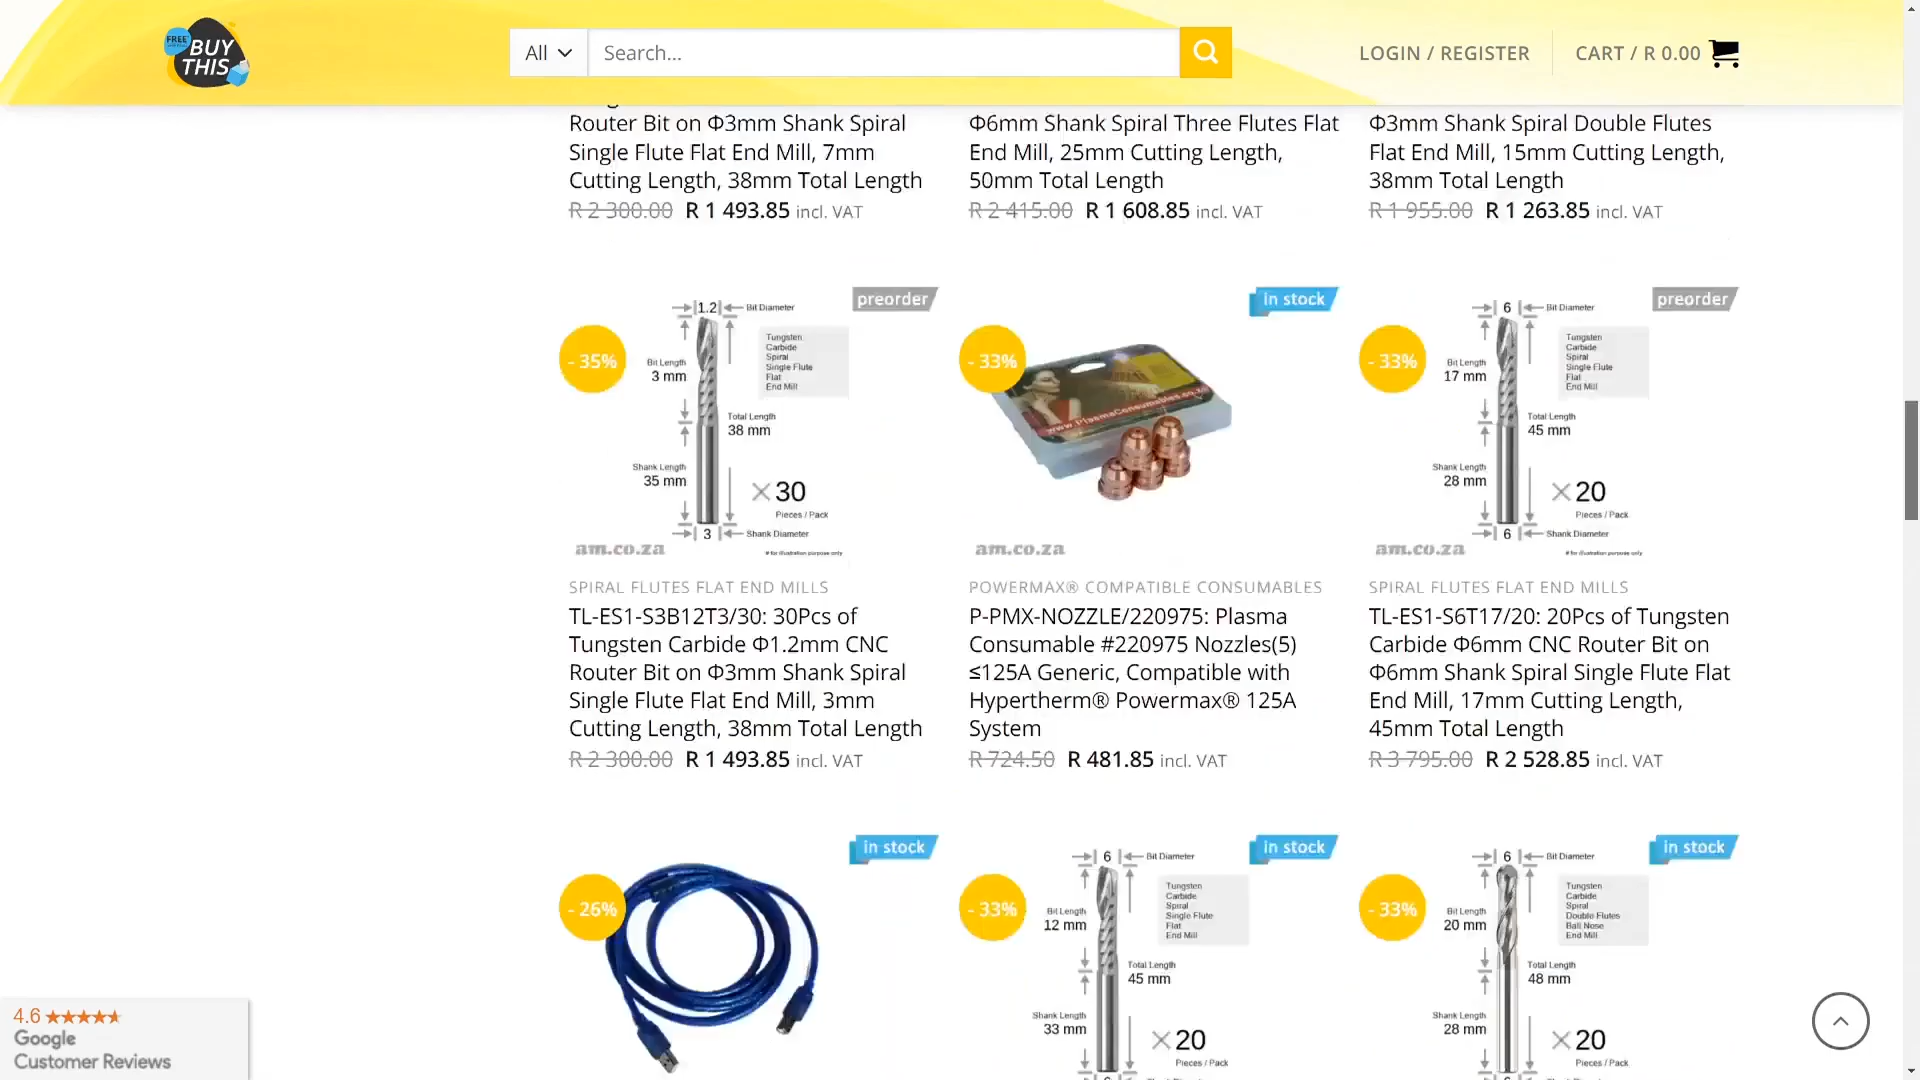 FREE
BUY
THIS
All
Search...
LOGIN / REGISTER
CART / R 0.00
Router Bit on Φ3mm Shank Spiral
Single Flute Flat End Mill, 7mm
Cutting Length, 38mm Total Length
R 2 300.00 R 1 493.85 incl. VAT
Φ6mm Shank Spiral Three Flutes Flat
End Mill, 25mm Cutting Length,
50mm Total Length
R 2 415.00 R 1 608.85 incl. VAT
Φ3mm Shank Spiral Double Flutes
Flat End Mill, 15mm Cutting Length,
38mm Total Length
R 1 955.00 R 1 263.85 incl. VAT
preorder
- 35%
1.2
Bit Diameter
Tungsten
Carbide
Spiral
Single Flute
Flat
End Mill
Bit Length
3 mm
Total Length
38 mm
Shank Length
35 mm
×30
Pieces / Pack
3
Shank Diameter
am.co.za
# for illustration purpose only
SPIRAL FLUTES FLAT END MILLS
TL-ES1-S3B12T3/30: 30Pcs of
Tungsten Carbide Φ1.2mm CNC
Router Bit on Φ3mm Shank Spiral
Single Flute Flat End Mill, 3mm
Cutting Length, 38mm Total Length
R 2 300.00 R 1 493.85 incl. VAT
in stock
- 33%
www.PlasmaConsumables.co.za
am.co.za
POWERMAX® COMPATIBLE CONSUMABLES
P-PMX-NOZZLE/220975: Plasma
Consumable #220975 Nozzles(5)
≤125A Generic, Compatible with
Hypertherm® Powermax® 125A
System
R 724.50 R 481.85 incl. VAT
preorder
- 33%
6
Bit Diameter
Tungsten
Carbide
Spiral
Single Flute
Flat
End Mill
Bit Length
17 mm
Total Length
45 mm
Shank Length
28 mm
×20
Pieces / Pack
6
Shank Diameter
am.co.za
# for illustration purpose only
SPIRAL FLUTES FLAT END MILLS
TL-ES1-S6T17/20: 20Pcs of Tungsten
Carbide Φ6mm CNC Router Bit on
Φ6mm Shank Spiral Single Flute Flat
End Mill, 17mm Cutting Length,
45mm Total Length
R 3 795.00 R 2 528.85 incl. VAT
in stock
- 26%
in stock
- 33%
6
Bit Diameter
Tungsten
Carbide
Spiral
Single Flute
Flat
End Mill
Bit Length
12 mm
Total Length
45 mm
Shank Length
33 mm
×20
Pieces / Pack
in stock
- 33%
6
Bit Diameter
Tungsten
Carbide
Spiral
Double Flutes
Ball Nose
End Mill
Bit Length
20 mm
Total Length
48 mm
Shank Length
28 mm
×20
Pieces / Pack
4.6
Google
Customer Reviews